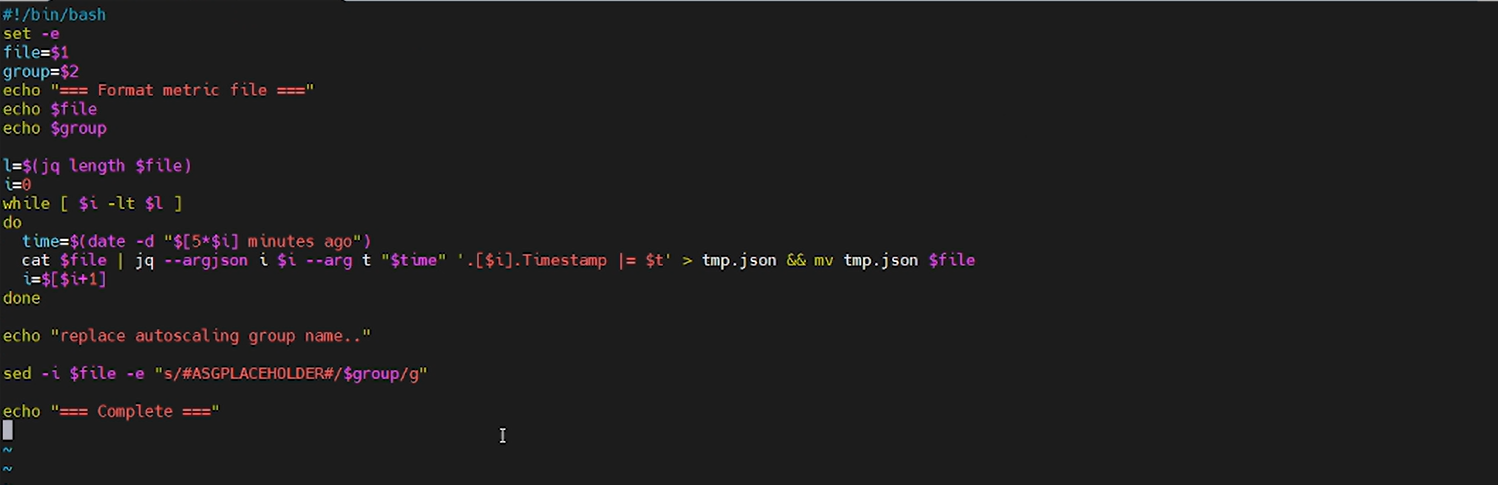 #!/bin/bash
set -e
file=$1
group=$2
echo "=== Format metric file ==="
echo $file
echo $group
l=$(jq length $file)
i=0
while [ $i -lt $l ]
do
  time=$(date -d "$[5*$i] minutes ago")
  cat $file | jq --argjson i $i --arg t "$time" '.[$i].Timestamp |= $t' > tmp.json && mv tmp.json $file
  i=$[$i+1]
done
echo "replace autoscaling group name.."
sed -i $file -e "s/#ASGPLACEHOLDER#/$group/g"
echo "=== Complete ==="
~
~